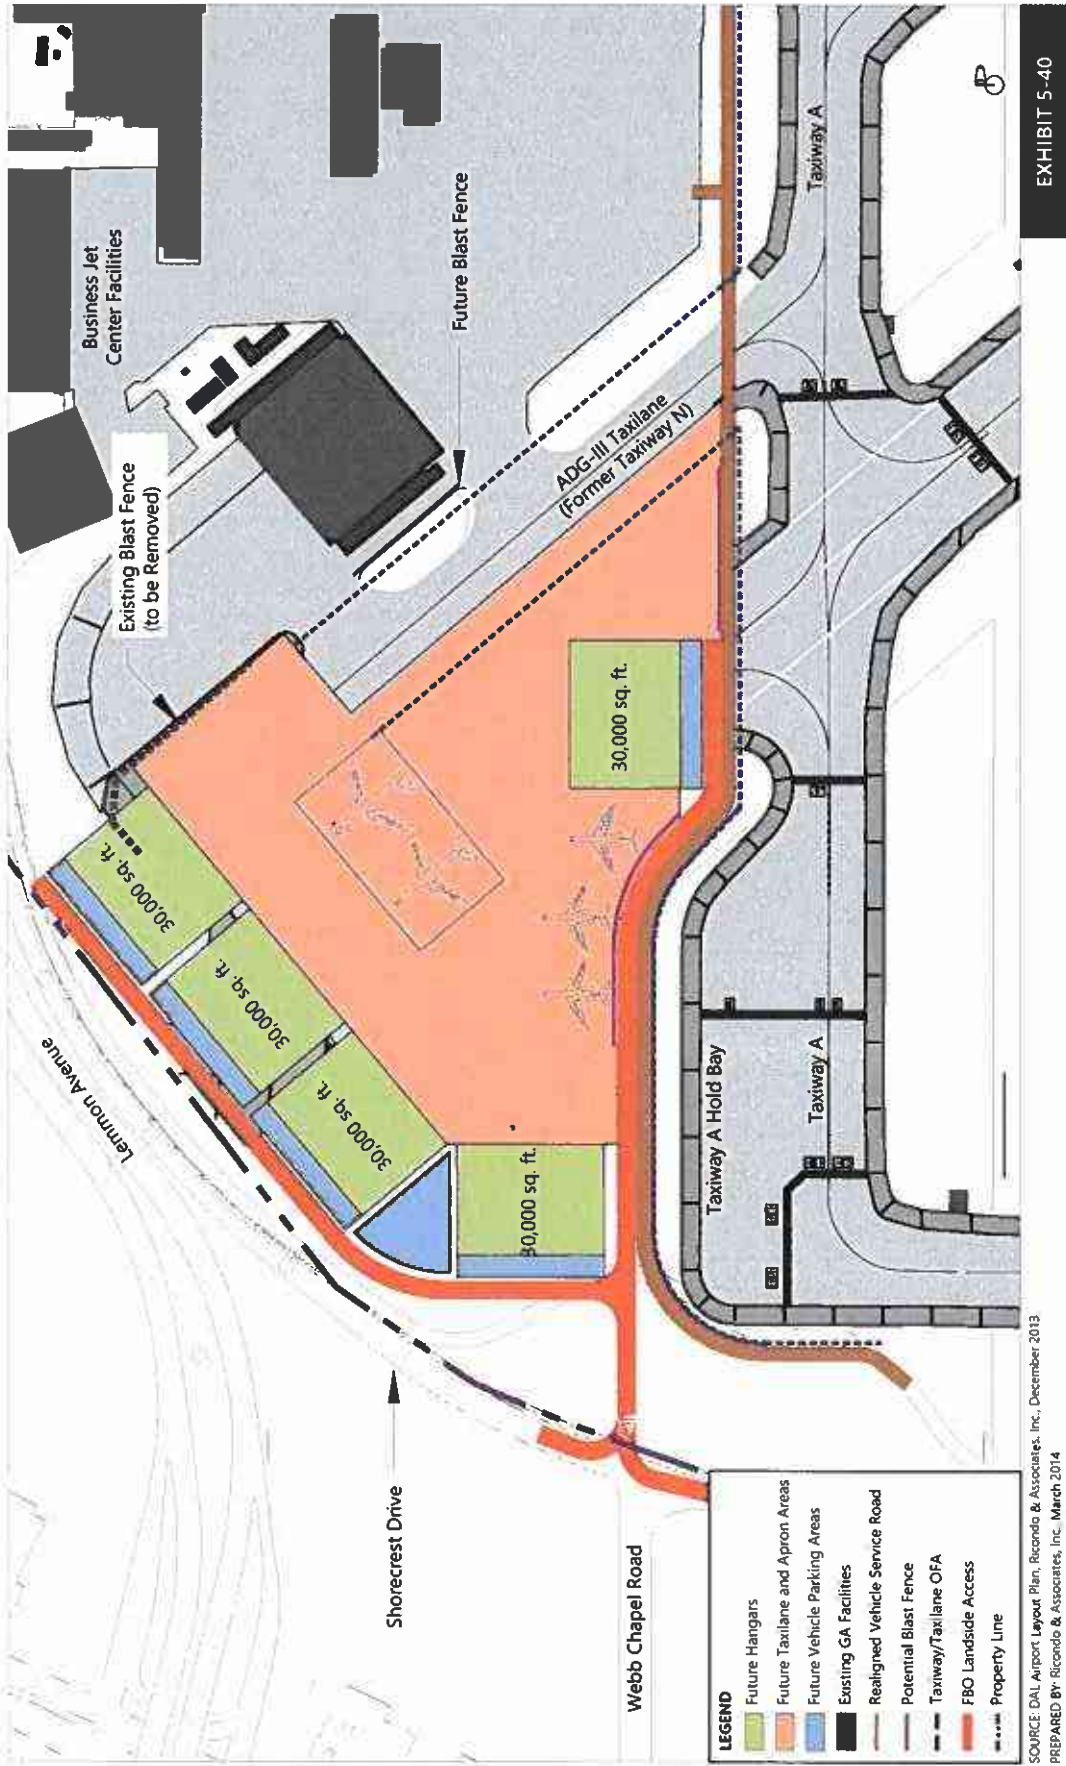 EXHIBIT 5-40
Business Jet
Center Facilities
Future Blast Fence
Existing Blast Fence
(to be Removed)
ADG-III Taxilane
(Former Taxiway N)
Taxiway A
30,000 sq. ft.
30,000 sq. ft.
30,000 sq. ft.
30,000 sq. ft.
30,000 sq. ft.
Lemmon Avenue
Taxiway A Hold Bay
Taxiway A
Shorecrest Drive
Webb Chapel Road
LEGEND
Future Hangars
Future Taxilane and Apron Areas
Future Vehicle Parking Areas
Existing GA Facilities
Realigned Vehicle Service Road
Potential Blast Fence
Taxiway/Taxilane OFA
FBO Landside Access
Property Line
SOURCE: DAL Airport Layout Plan, Ricondo & Associates, Inc., December 2013
PREPARED BY: Ricondo & Associates, Inc. March 2014